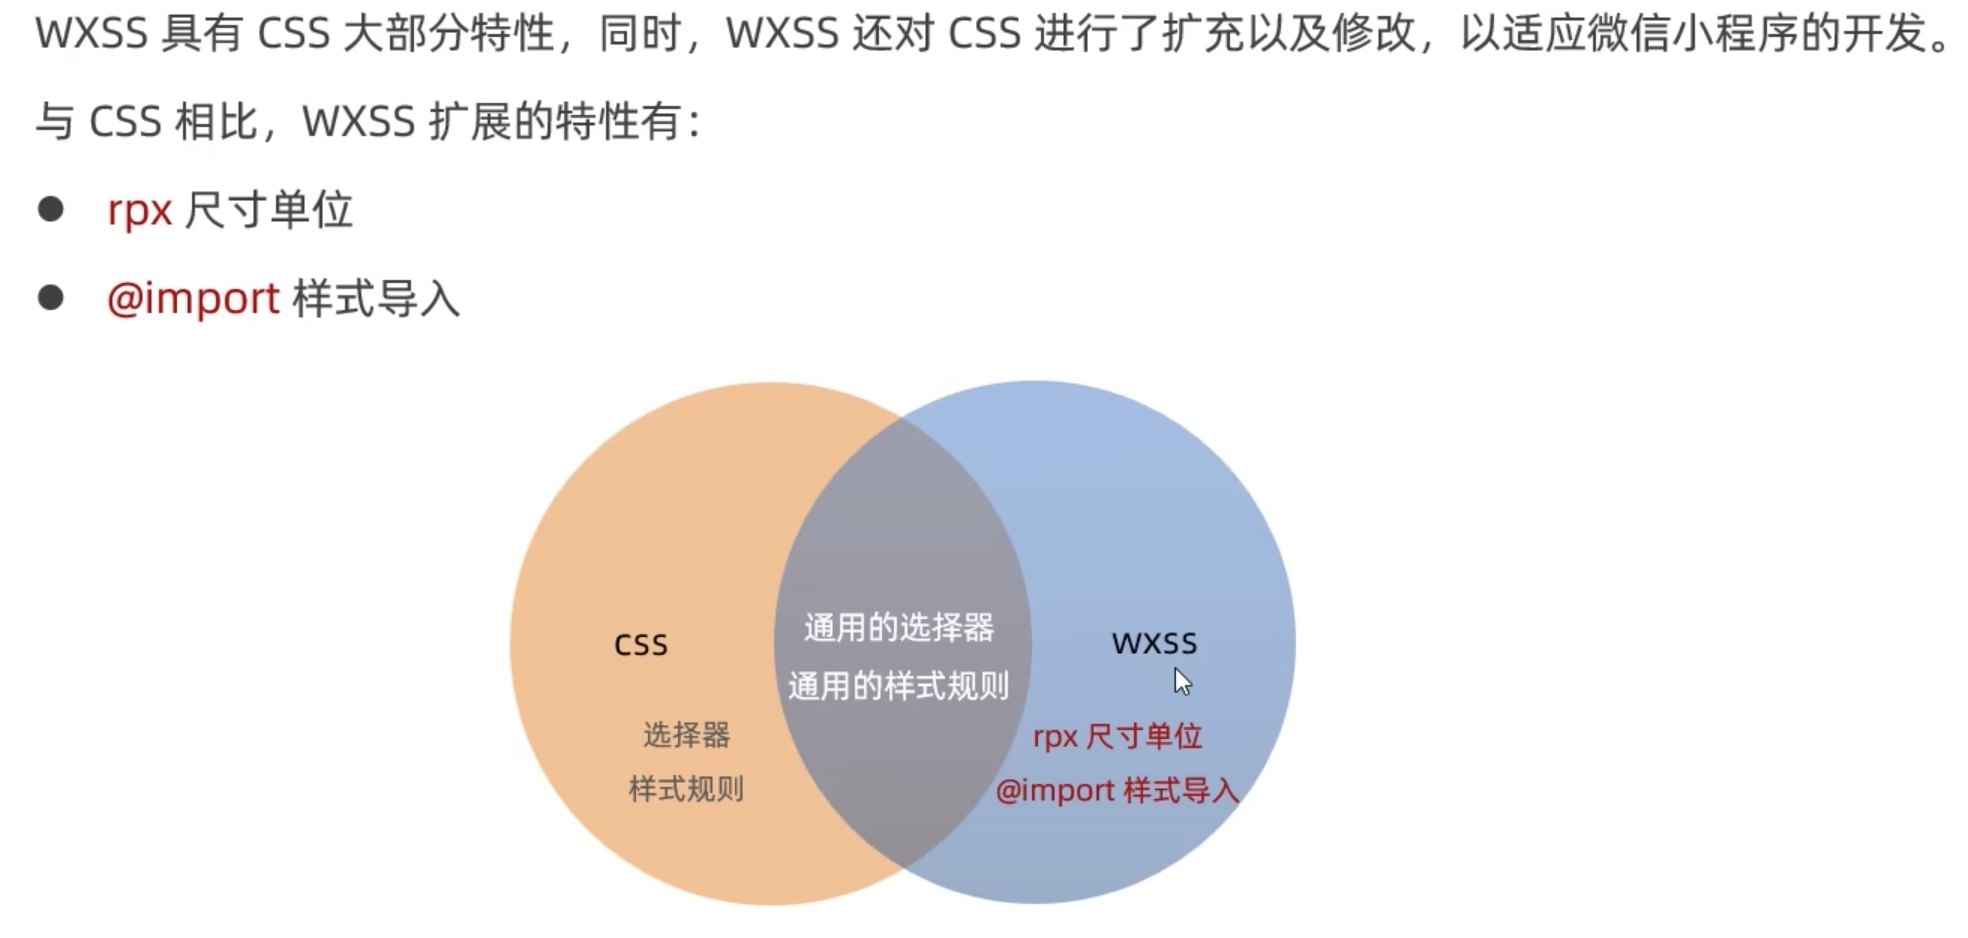 WXSS 具有 CSS 大部分特性，同时，WXSS 还对 CSS 进行了扩充以及修改，以适应微信小程序的开发。
与 CSS 相比，WXSS 扩展的特性有：
● rpx 尺寸单位
● @import 样式导入
通用的选择器
CSS
WXSS
通用的样式规则
选择器
rpx 尺寸单位
样式规则
@import 样式导入